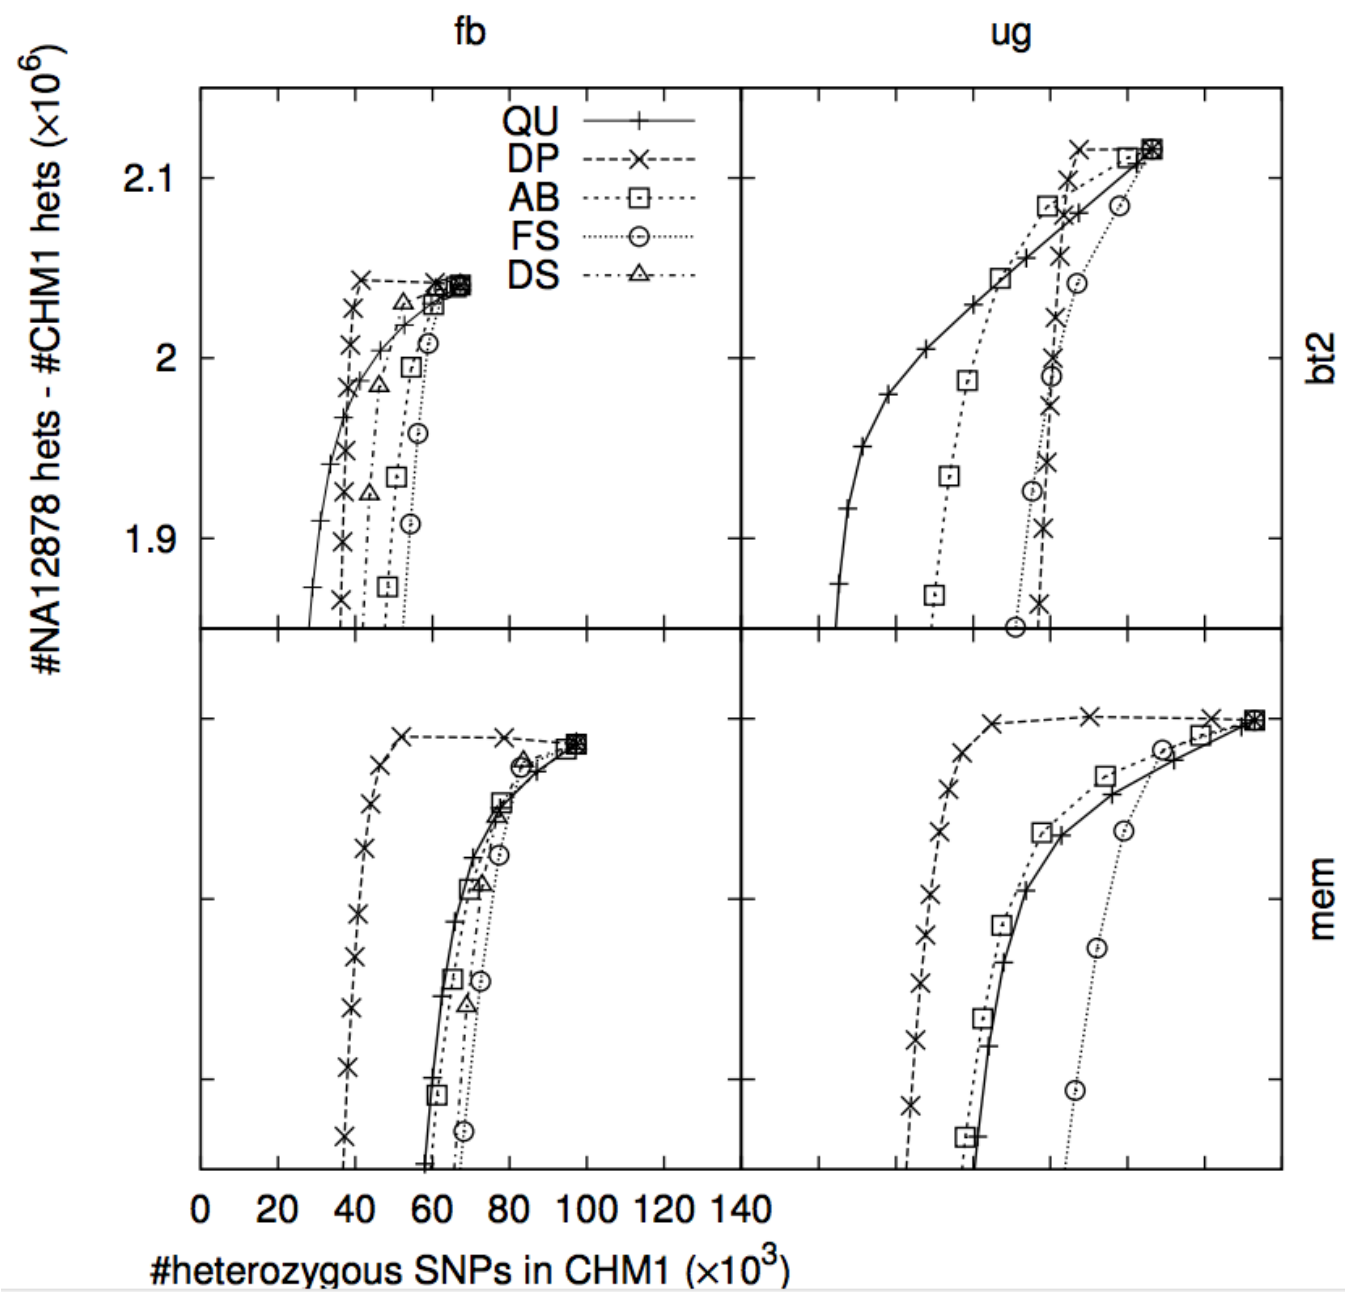 fb
ug
#NA12878 hets - #CHM1 hets (×10⁶)
QU
DP
AB
FS
DS
2.1
2
1.9
bt2
mem
0 20 40 60 80 100 120 140
#heterozygous SNPs in CHM1 (×10³)